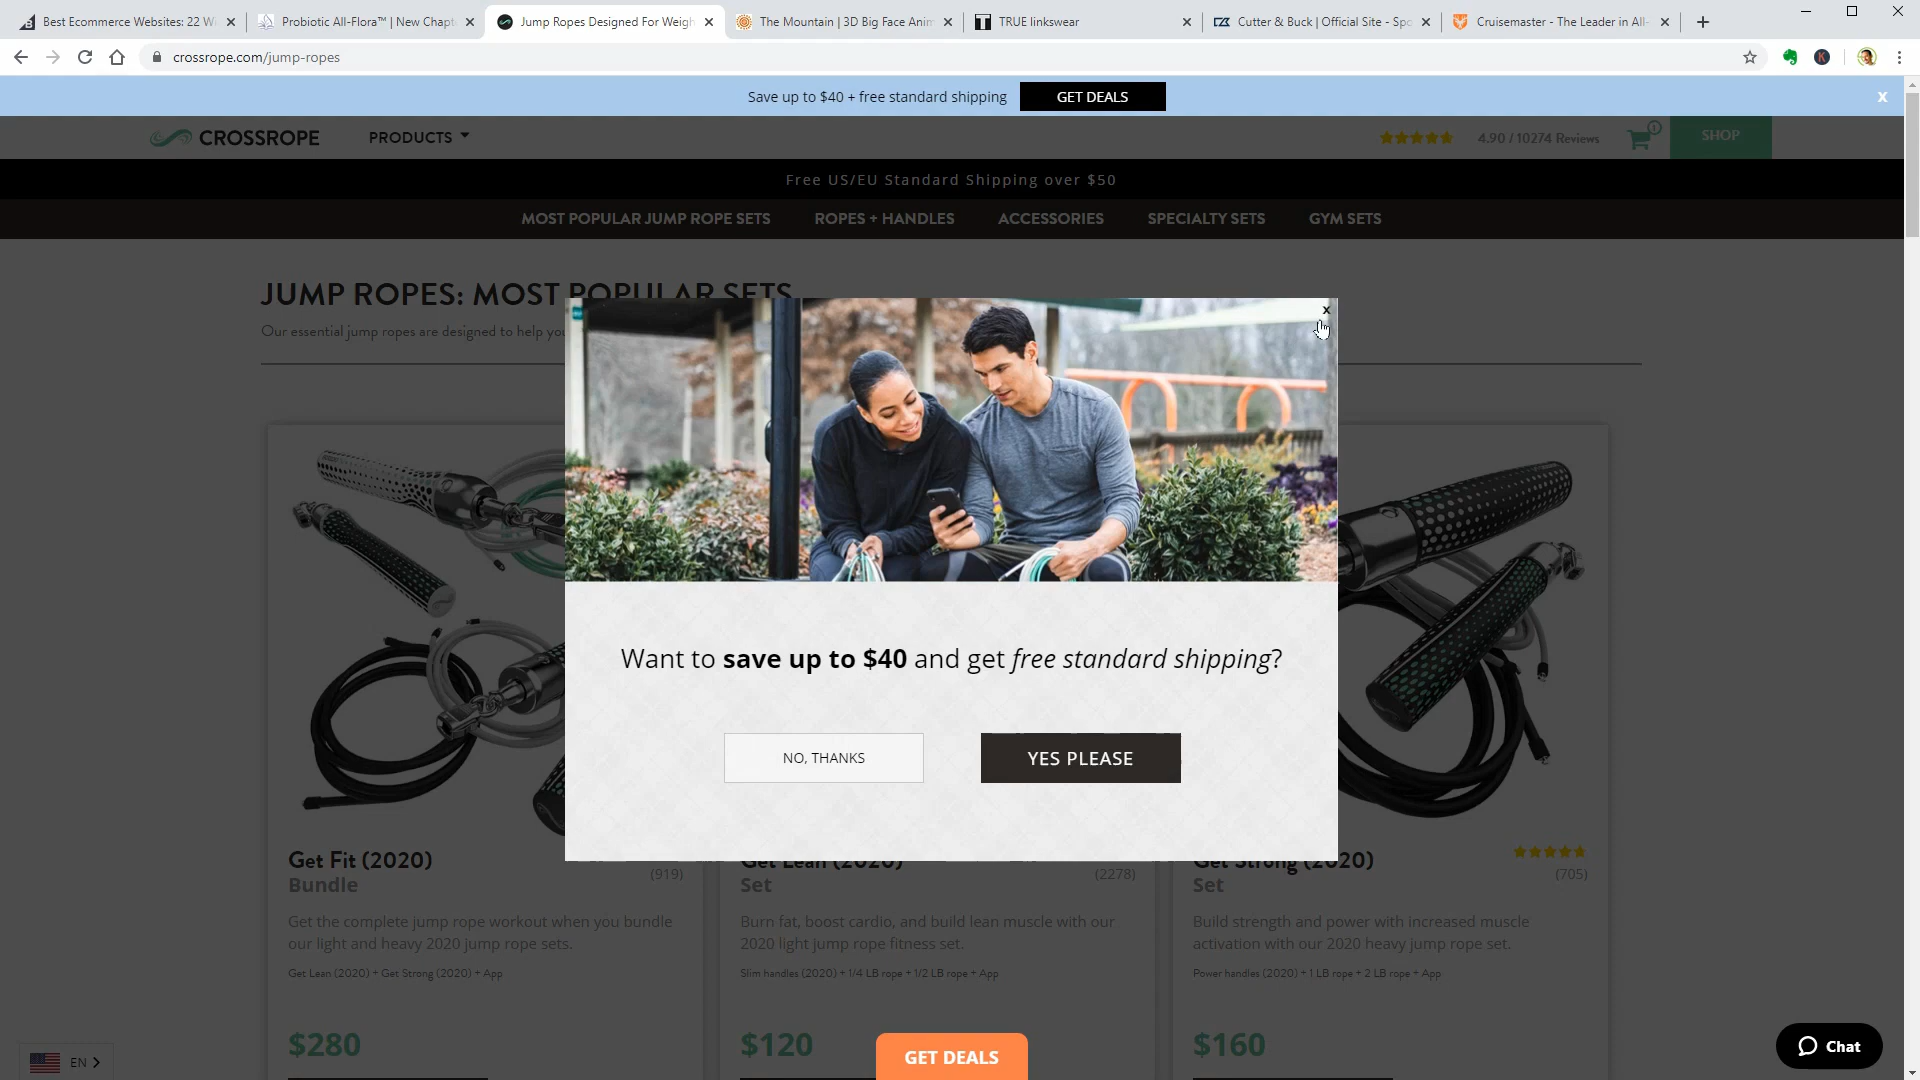 Best Ecommerce Websites: 22 W
Probiotic All-Flora™ | New Chapt
Jump Ropes Designed For Weigh
The Mountain | 3D Big Face Anim
TRUE linkswear
Cutter & Buck | Official Site - Spo
Cruisemaster - The Leader in All-
crossrope.com/jump-ropes
Save up to $40 + free standard shipping
GET DEALS
X
CROSSROPE
PRODUCTS
4.90 / 10274 Reviews
1
SHOP
Free US/EU Standard Shipping over $50
MOST POPULAR JUMP ROPE SETS
ROPES + HANDLES
ACCESSORIES
SPECIALTY SETS
GYM SETS
JUMP ROPES: MOST POPULAR SETS
Our essential jump ropes are designed to help you
x
Want to save up to $40 and get free standard shipping?
NO, THANKS
YES PLEASE
Get Fit (2020)
Bundle
(919)
Get the complete jump rope workout when you bundle
our light and heavy 2020 jump rope sets.
Get Lean (2020) + Get Strong (2020) + App
$280
Get Lean (2020)
Set
(2278)
Burn fat, boost cardio, and build lean muscle with our
2020 light jump rope fitness set.
Slim handles (2020) + 1/4 LB rope + 1/2 LB rope + App
$120
Get Strong (2020)
Set
(705)
Build strength and power with increased muscle
activation with our 2020 heavy jump rope set.
Power handles (2020) + 1 LB rope + 2 LB rope + App
$160
EN
GET DEALS
Chat